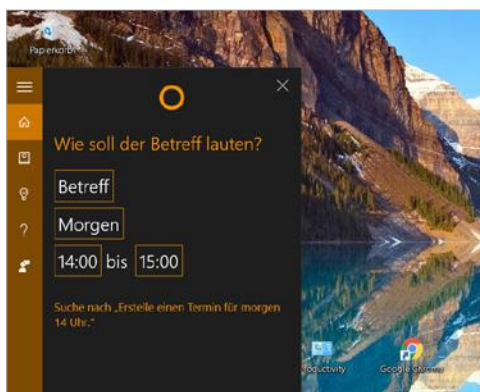 Papierkorb
Wie soll der Betreff lauten?
Betreff
Morgen
14:00 bis 15:00
Suche nach „Erstelle einen Termin für morgen
14 Uhr."
Productivity
Google Chrome